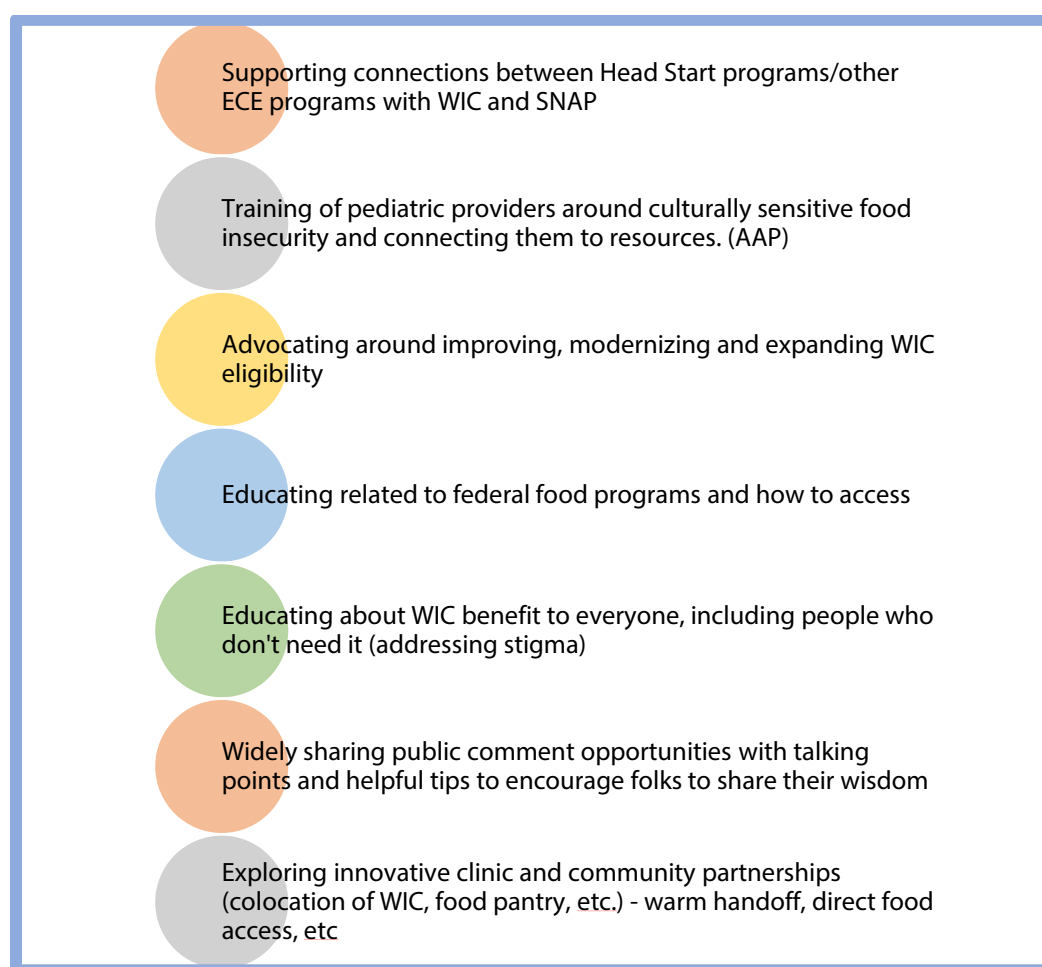 Supporting connections between Head Start programs/other
ECE programs with WIC and SNAP
Training of pediatric providers around culturally sensitive food
insecurity and connecting them to resources. (AAP)
Advocating around improving, modernizing and expanding WIC
eligibility
Educating related to federal food programs and how to access
Educating about WIC benefit to everyone, including people who
don't need it (addressing stigma)
Widely sharing public comment opportunities with talking
points and helpful tips to encourage folks to share their wisdom
Exploring innovative clinic and community partnerships
(colocation of WIC, food pantry, etc.) - warm handoff, direct food
access, etc